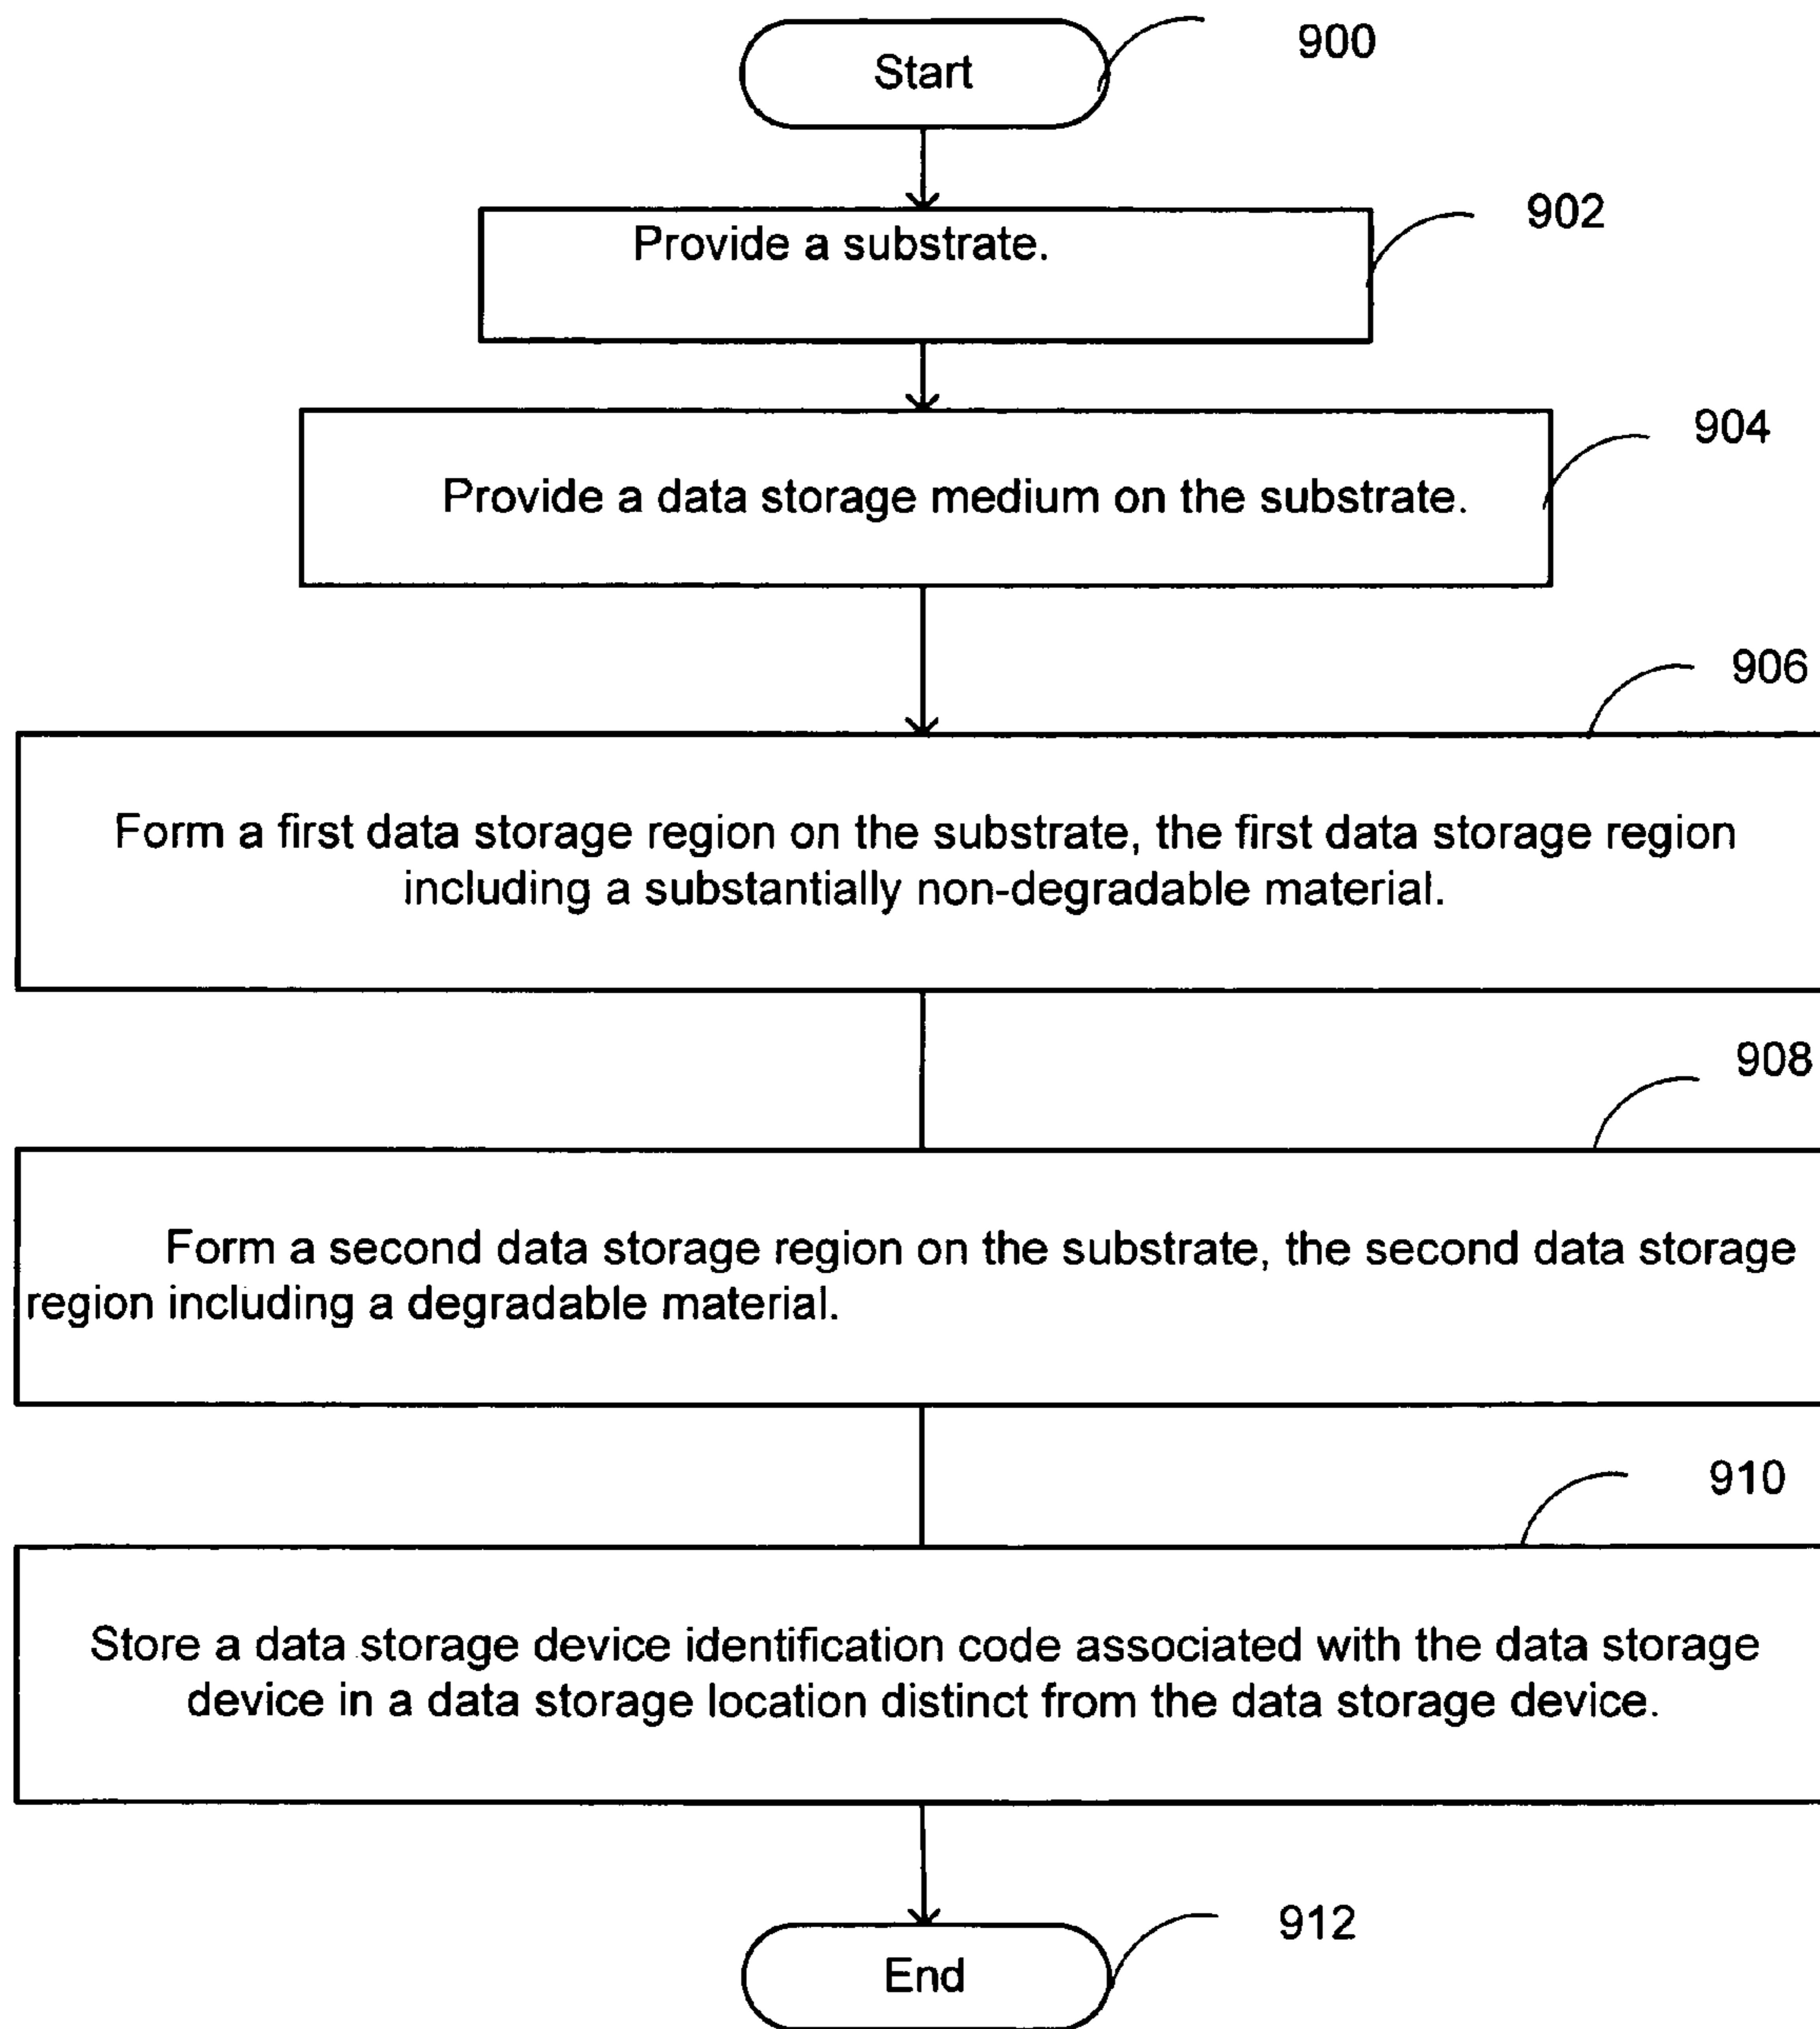 Start
900
Provide a substrate.
902
Provide a data storage medium on the substrate.
904
906
Form a first data storage region on the substrate, the first data storage region
including a substantially non-degradable material.
908
Form a second data storage region on the substrate, the second data storage
region including a degradable material.
910
Store a data storage device identification code associated with the data storage
device in a data storage location distinct from the data storage device.
912
End